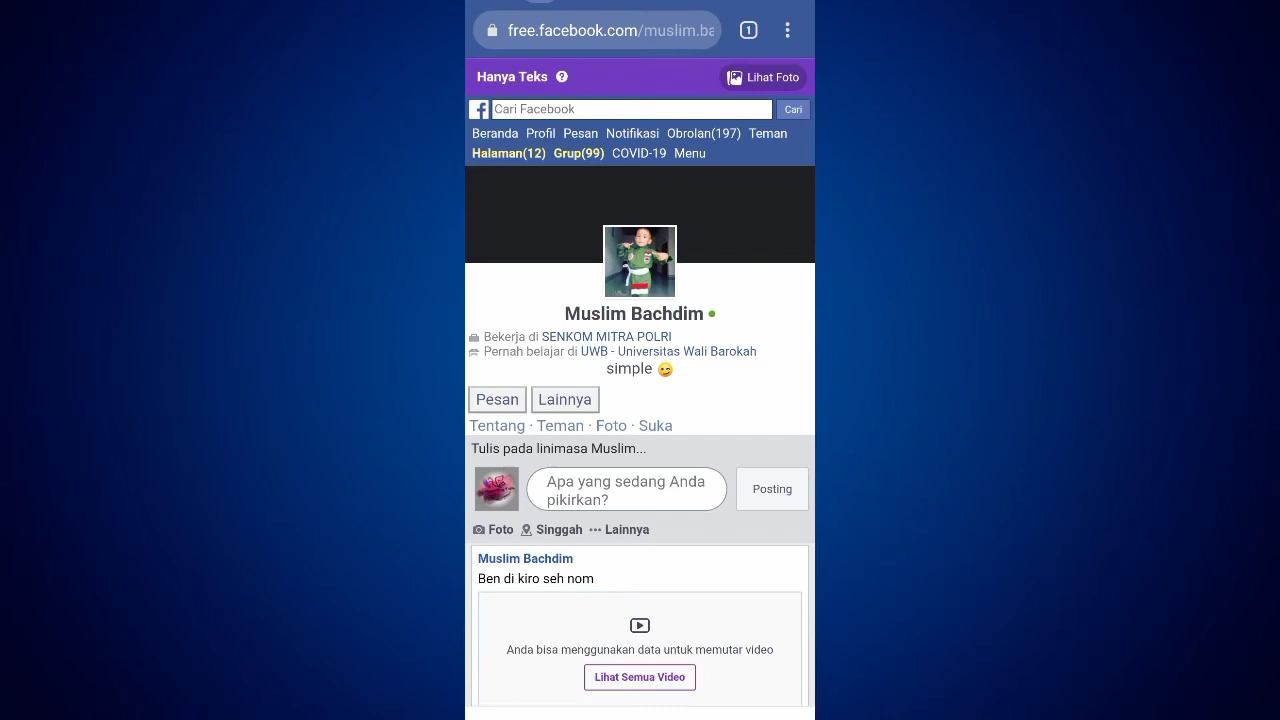 free.facebook.com/muslim.ba
1
Hanya Teks ?
Lihat Foto
Cari Facebook
Cari
Beranda Profil Pesan Notifikasi Obrolan(197) Teman
Halaman(12) Grup(99) COVID-19 Menu
Muslim Bachdim
Bekerja di SENKOM MITRA POLRI
Pernah belajar di UWB - Universitas Wali Barokah
simple 😜
Pesan Lainnya
Tentang · Teman · Foto · Suka
Tulis pada linimasa Muslim...
Apa yang sedang Anda
pikirkan?
Posting
Foto Singgah ••• Lainnya
Muslim Bachdim
Ben di kiro seh nom
Anda bisa menggunakan data untuk memutar video
Lihat Semua Video